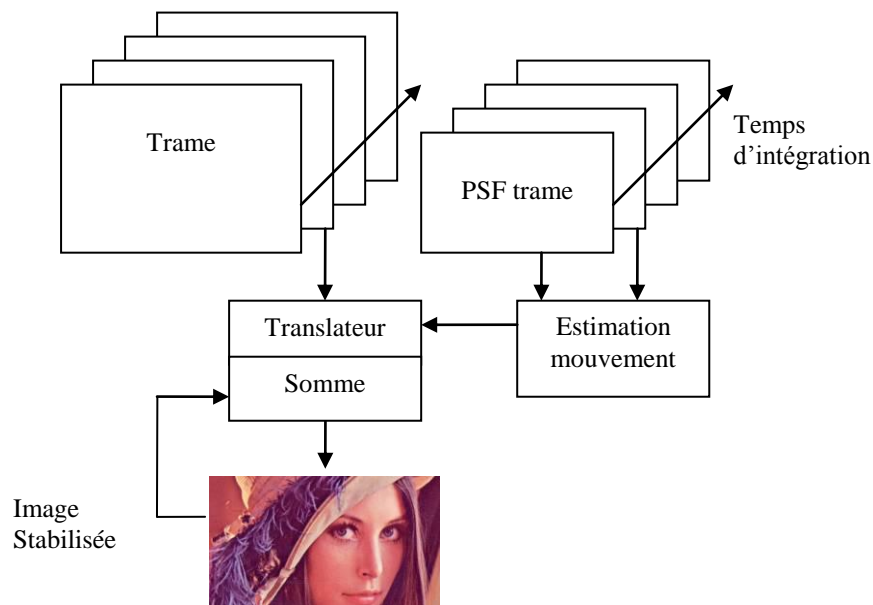 Trame
PSF trame
Temps
d'intégration
Translateur
Estimation
mouvement
Somme
Image
Stabilisée